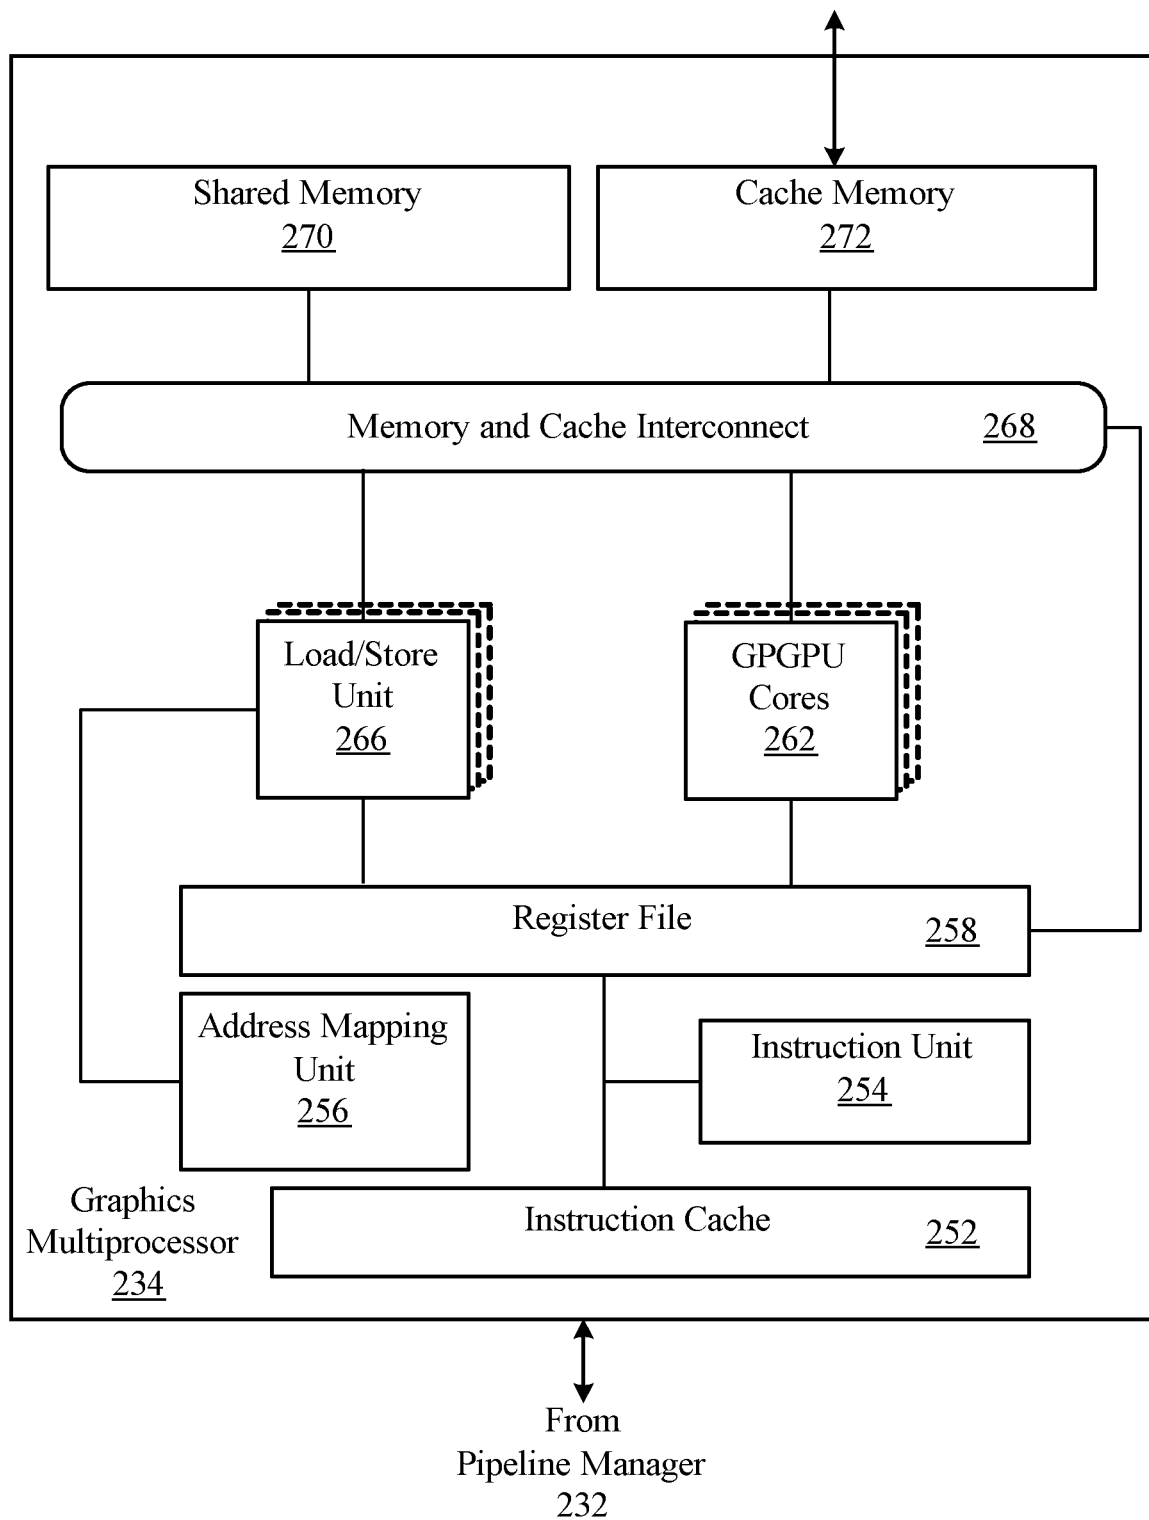 Shared Memory
270
Cache Memory
272
Memory and Cache Interconnect 268
Load/Store
Unit
266
GPGPU
Cores
262
Register File 258
Address Mapping
Unit
256
Instruction Unit
254
Graphics
Multiprocessor
234
Instruction Cache 252
From
Pipeline Manager
232